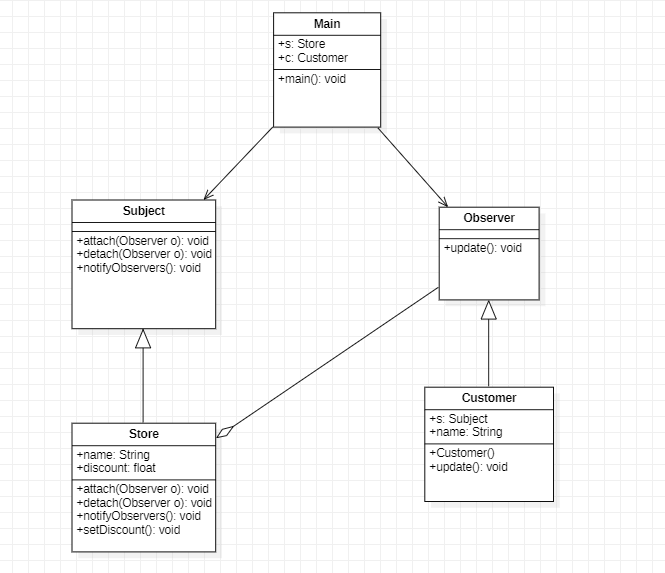 Main
+s: Store
+c: Customer
+main(): void
Subject
+attach(Observer o): void
+detach(Observer o): void
+notifyObservers(): void
Observer
+update(): void
Store
+name: String
+discount: float
+attach(Observer o): void
+detach(Observer o): void
+notifyObservers(): void
+setDiscount(): void
Customer
+s: Subject
+name: String
+Customer()
+update(): void